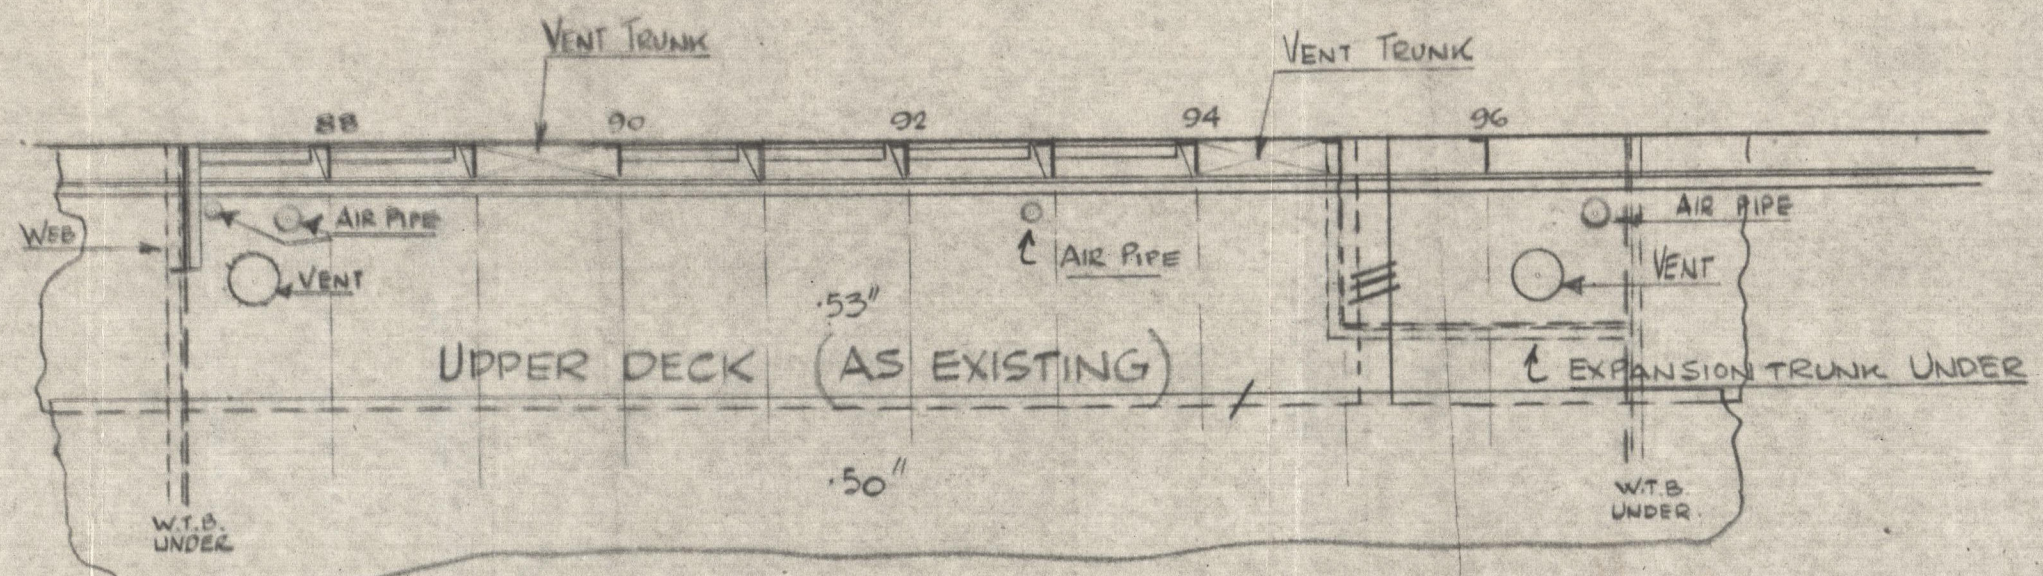 VENT TRUNK
VENT TRUNK
88
90
92
94
96
AIR PIPE
AIR PIPE
WEB
AIR PIPE
VENT
VENT
.53"
UPPER DECK (AS EXISTING)
EXPANSION TRUNK UNDER
.50"
W.T.B.
UNDER
W.T.B.
UNDER.